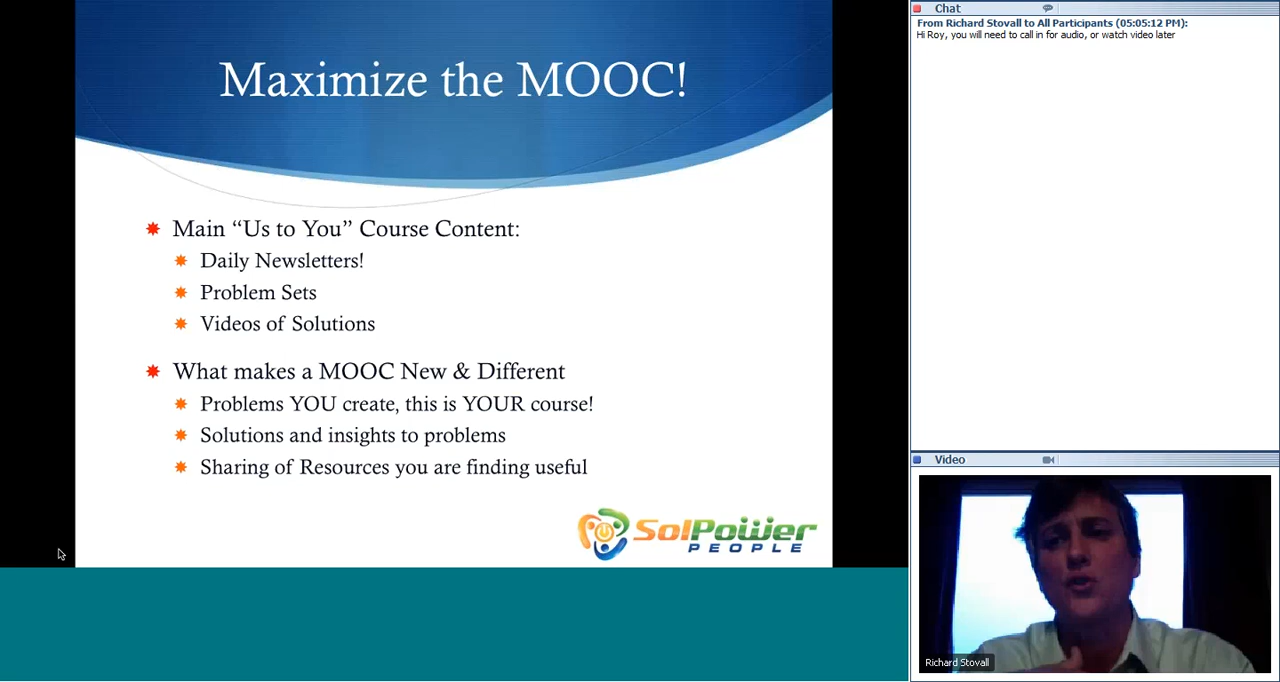 Maximize the MOOC!
Main “Us to You” Course Content:
Daily Newsletters!
Problem Sets
Videos of Solutions
What makes a MOOC New & Different
Problems YOU create, this is YOUR course!
Solutions and insights to problems
Sharing of Resources you are finding useful
SolPower
PEOPLE
Chat
From Richard Stovall to All Participants (05:05:12 PM):
Hi Roy, you will need to call in for audio, or watch video later
Video
Richard Stovall